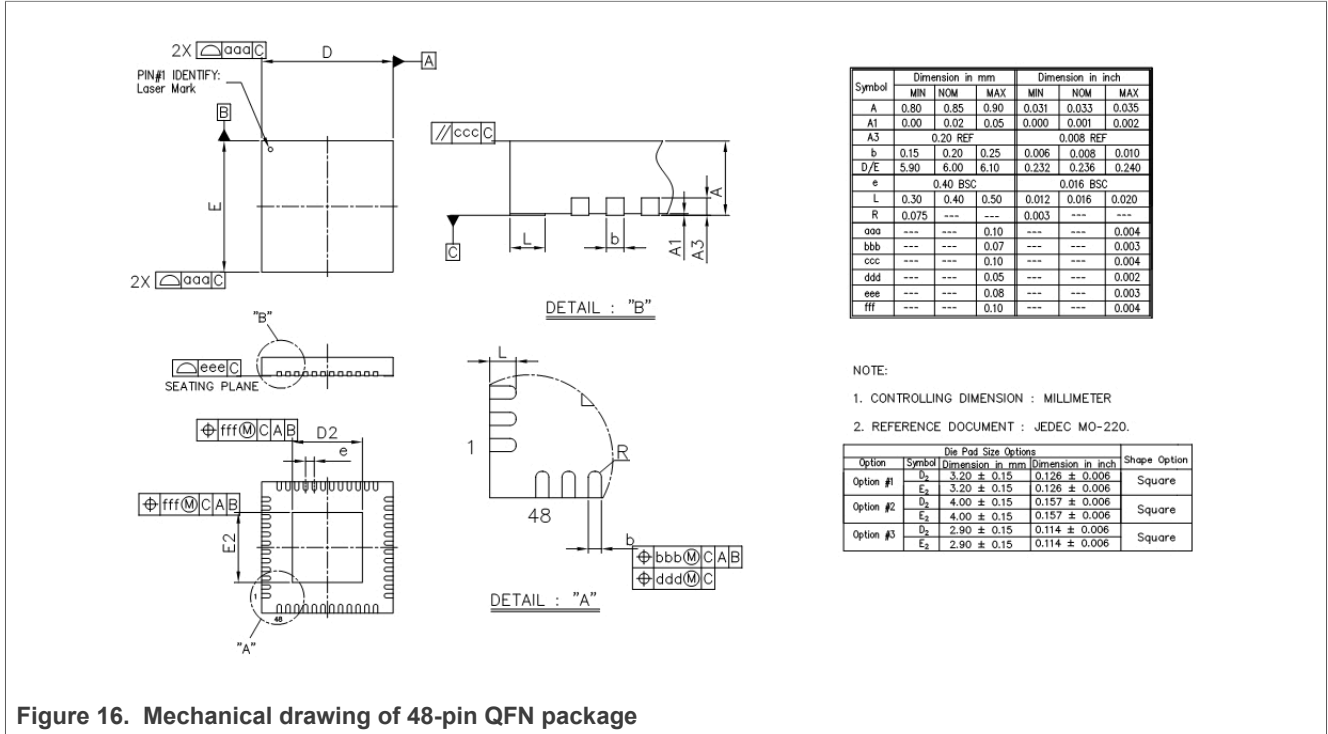 2X ⌓ aaa C
D
A
PIN#1 IDENTIFY:
Laser Mark
B
E
2X ⌓ aaa C
// ccc C
A
C
L
b
A1
A3
DETAIL : "B"
"B"
⌓ eee C
SEATING PLANE
⌖ fff Ⓜ C A B
D2
e
⌖ fff Ⓜ C A B
E2
1
48
"A"
L
1
R
48
b
⌖ bbb Ⓜ C A B
⌖ ddd Ⓜ C
DETAIL : "A"
Symbol Dimension in mm Dimension in inch
MIN NOM MAX MIN NOM MAX
A 0.80 0.85 0.90 0.031 0.033 0.035
A1 0.00 0.02 0.05 0.000 0.001 0.002
A3 0.20 REF 0.008 REF
b 0.15 0.20 0.25 0.006 0.008 0.010
D/E 5.90 6.00 6.10 0.232 0.236 0.240
e 0.40 BSC 0.016 BSC
L 0.30 0.40 0.50 0.012 0.016 0.020
R 0.075 --- --- 0.003 --- ---
aaa --- --- 0.10 --- --- 0.004
bbb --- --- 0.07 --- --- 0.003
ccc --- --- 0.10 --- --- 0.004
ddd --- --- 0.05 --- --- 0.002
eee --- --- 0.08 --- --- 0.003
fff --- --- 0.10 --- --- 0.004
NOTE:
1. CONTROLLING DIMENSION : MILLIMETER
2. REFERENCE DOCUMENT : JEDEC MO-220.
Die Pad Size Options
Option Symbol Dimension in mm Dimension in inch Shape Option
Option #1 D2 3.20 ± 0.15 0.126 ± 0.006 Square
E2 3.20 ± 0.15 0.126 ± 0.006
Option #2 D2 4.00 ± 0.15 0.157 ± 0.006 Square
E2 4.00 ± 0.15 0.157 ± 0.006
Option #3 D2 2.90 ± 0.15 0.114 ± 0.006 Square
E2 2.90 ± 0.15 0.114 ± 0.006
Figure 16. Mechanical drawing of 48-pin QFN package